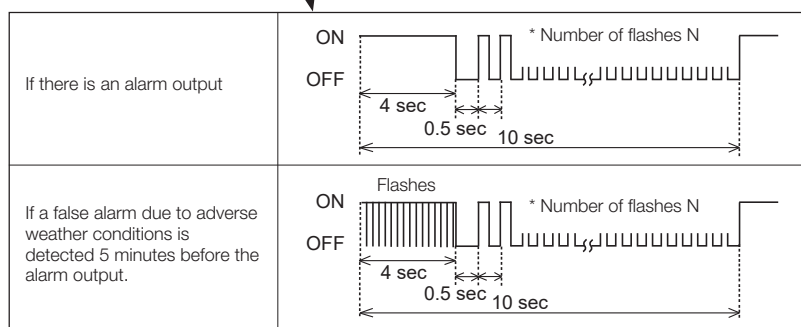 If there is an alarm output
ON
* Number of flashes N
OFF
4 sec
0.5 sec
10 sec
If a false alarm due to adverse
weather conditions is
detected 5 minutes before the
alarm output.
Flashes
ON
* Number of flashes N
OFF
4 sec
0.5 sec
10 sec